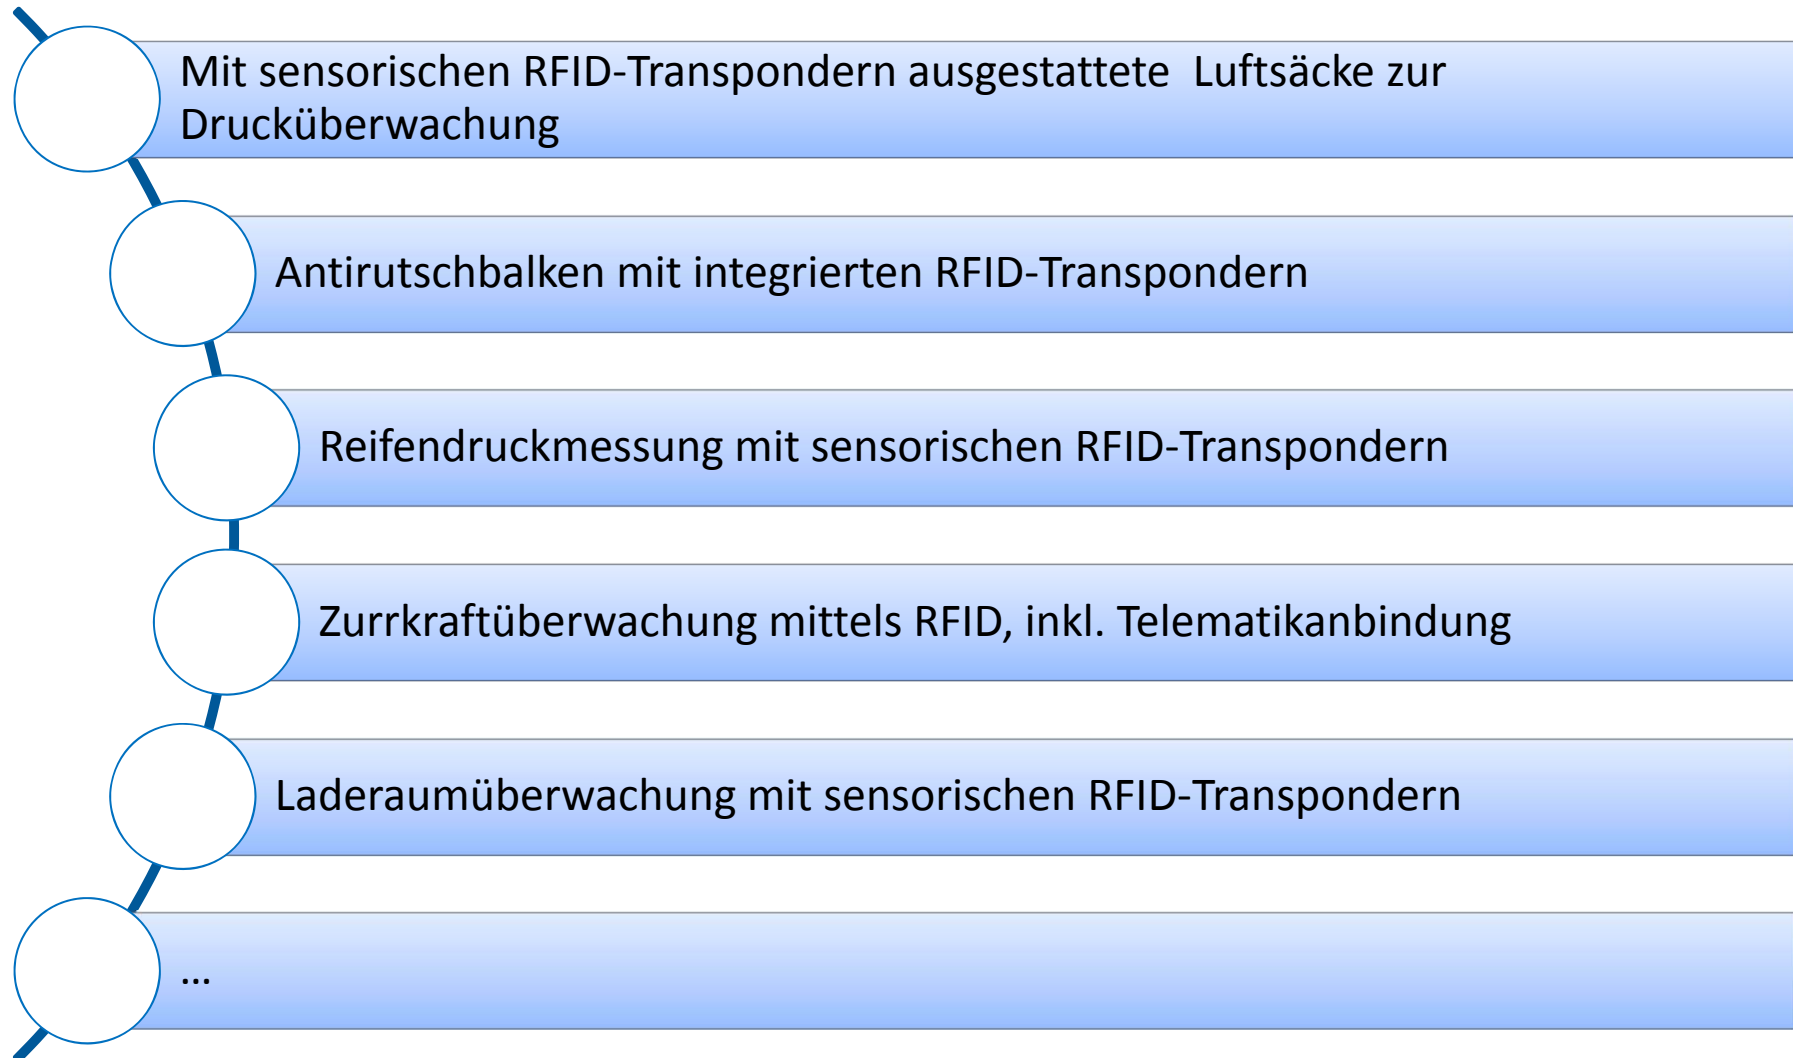 Mit sensorischen RFID-Transpondern ausgestattete  Luftsäcke zur
Drucküberwachung
Antirutschbalken mit integrierten RFID-Transpondern
Reifendruckmessung mit sensorischen RFID-Transpondern
Zurrkraftüberwachung mittels RFID, inkl. Telematikanbindung
Laderaumüberwachung mit sensorischen RFID-Transpondern
…